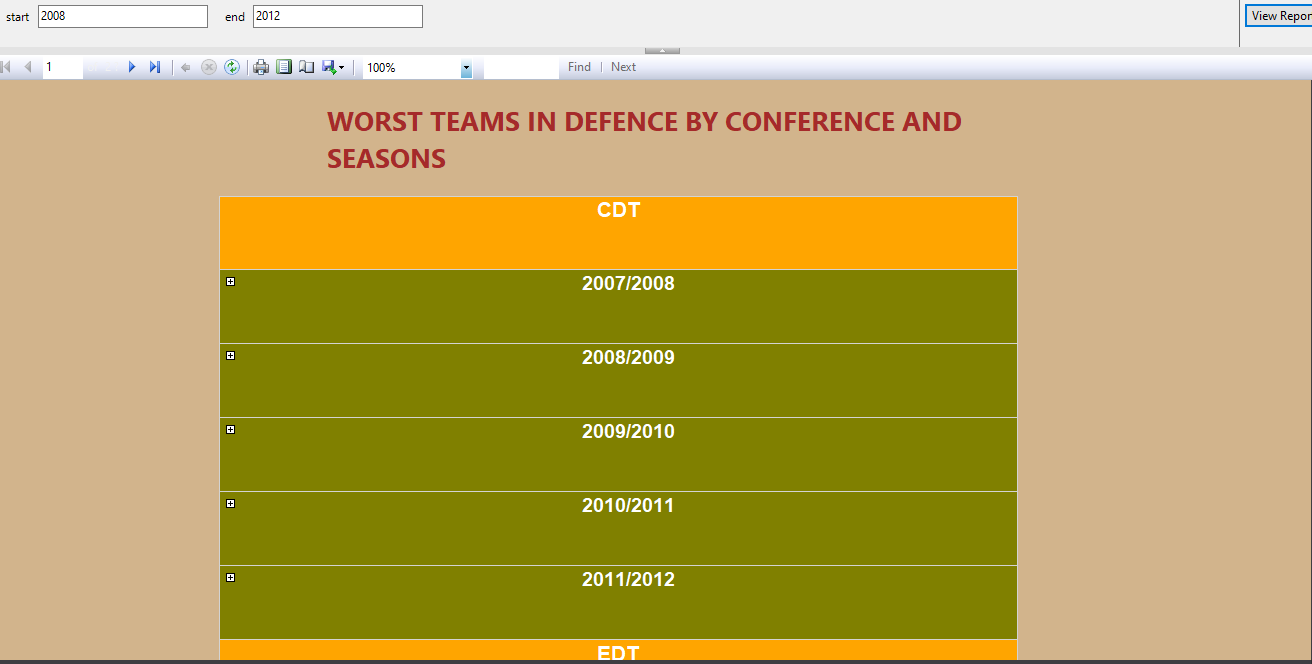 start 2008 end 2012 View Repor
1 100% Find | Next
WORST TEAMS IN DEFENCE BY CONFERENCE AND
SEASONS
CDT
2007/2008
2008/2009
2009/2010
2010/2011
2011/2012
EDT